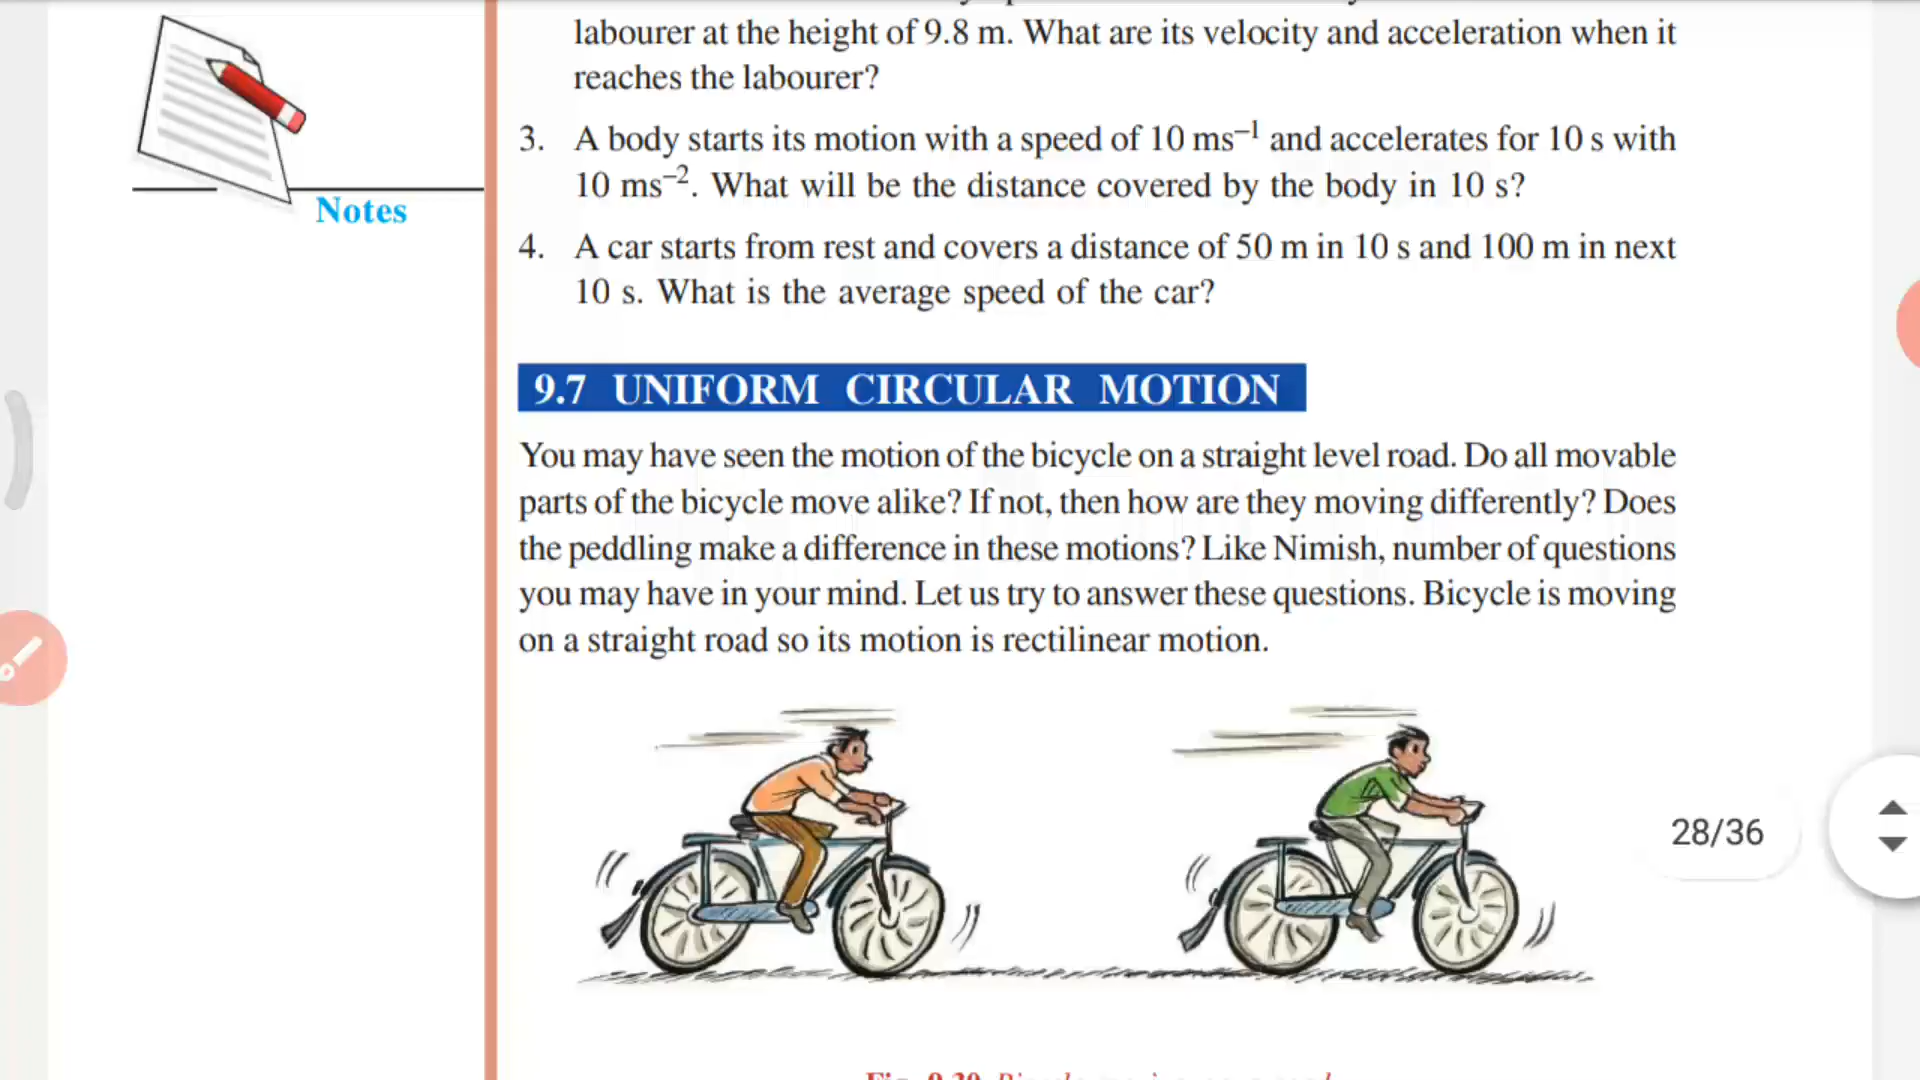 labourer at the height of 9.8 m. What are its velocity and acceleration when it
reaches the labourer?
3. A body starts its motion with a speed of 10 ms–1 and accelerates for 10 s with
10 ms–2. What will be the distance covered by the body in 10 s?
4. A car starts from rest and covers a distance of 50 m in 10 s and 100 m in next
10 s. What is the average speed of the car?
Notes
9.7 UNIFORM CIRCULAR MOTION
You may have seen the motion of the bicycle on a straight level road. Do all movable
parts of the bicycle move alike? If not, then how are they moving differently? Does
the peddling make a difference in these motions? Like Nimish, number of questions
you may have in your mind. Let us try to answer these questions. Bicycle is moving
on a straight road so its motion is rectilinear motion.
28/36